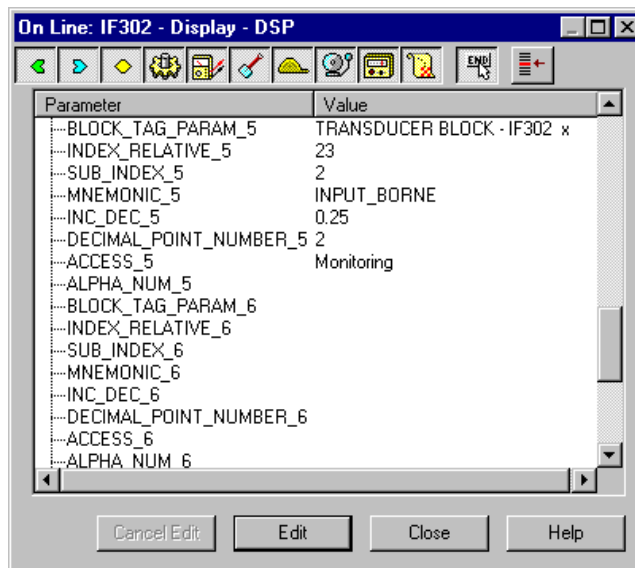 On Line: IF302 - Display - DSP
END
Parameter Value
BLOCK_TAG_PARAM_5 TRANSDUCER BLOCK - IF302 x
INDEX_RELATIVE_5 23
SUB_INDEX_5 2
MNEMONIC_5 INPUT_BORNE
INC_DEC_5 0.25
DECIMAL_POINT_NUMBER_5 2
ACCESS_5 Monitoring
ALPHA_NUM_5
BLOCK_TAG_PARAM_6
INDEX_RELATIVE_6
SUB_INDEX_6
MNEMONIC_6
INC_DEC_6
DECIMAL_POINT_NUMBER_6
ACCESS_6
ALPHA_NUM_6
Cancel Edit Edit Close Help